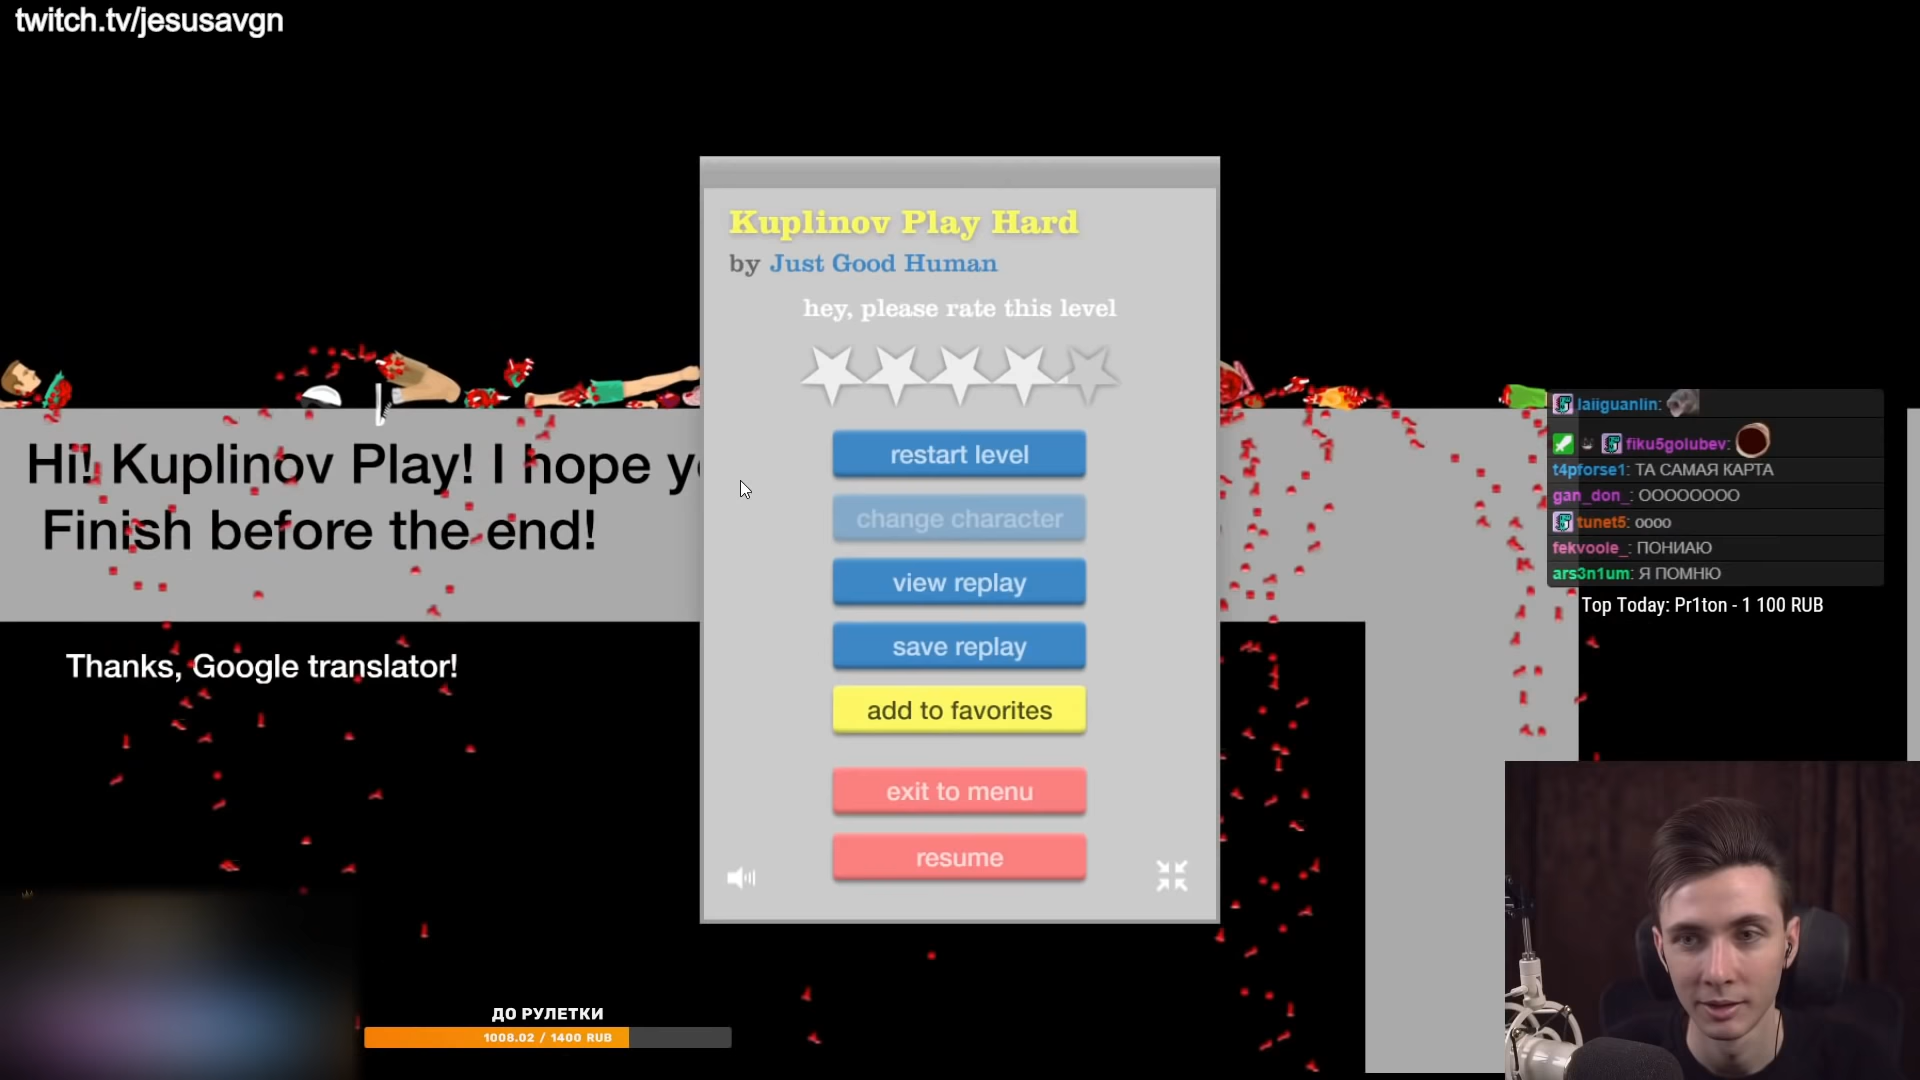 twitch.tv/jesusavgn
Kuplinov Play Hard
by Just Good Human
hey, please rate this level
restart level
change character
view replay
save replay
add to favorites
exit to menu
resume
Hi! Kuplinov Play! I hope
Finish before the end!
Thanks, Google translator!
laiiguanlin:
fiku5golubev:
t4pforse1: ТА САМАЯ КАРТА
gan_don_: ОООООООО
tunet5: оооо
fekvoole_: ПОНИАЮ
ars3n1um: Я ПОМНЮ
Top Today: Pr1ton - 1 100 RUB
ДО РУЛЕТКИ
1008.02 / 1400 RUB